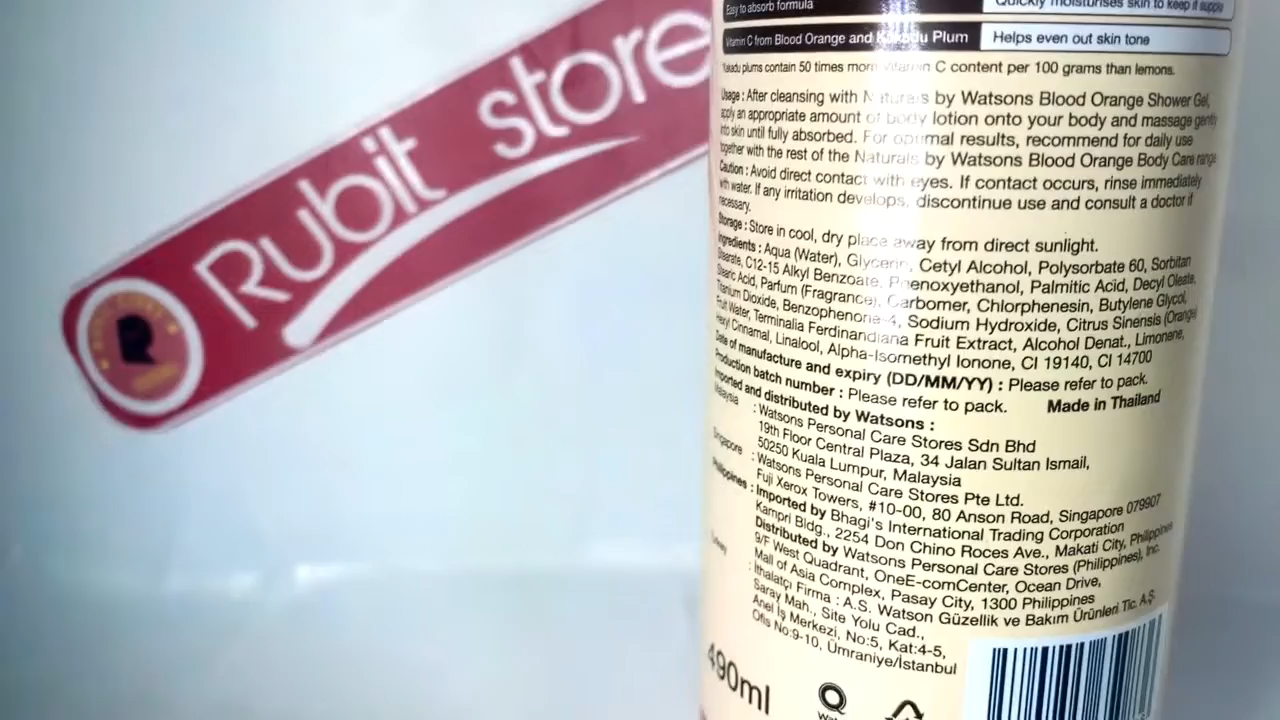 Rubit store
R
Easy to absorb formula
Quickly moisturises skin to keep it supply
Vitamin C from Blood Orange and Kakadu Plum
Helps even out skin tone
Kakadu plums contain 50 times more vitamin C content per 100 grams than lemons.
Usage : After cleansing with Naturals by Watsons Blood Orange Shower Gel,
apply an appropriate amount of body lotion onto your body and massage gently
into skin until fully absorbed. For optimal results, recommend for daily use
together with the rest of the Naturals by Watsons Blood Orange Body Care range
Caution : Avoid direct contact with eyes. If contact occurs, rinse immediately
with water. If any irritation develops, discontinue use and consult a doctor if
necessary.
Storage : Store in cool, dry place away from direct sunlight.
Ingredients : Aqua (Water), Glycerin, Cetyl Alcohol, Polysorbate 60, Sorbitan
Stearate, C12-15 Alkyl Benzoate, Phenoxyethanol, Palmitic Acid, Decyl Oleate,
Stearic Acid, Parfum (Fragrance), Carbomer, Chlorphenesin, Butylene Glycol,
Titanium Dioxide, Benzophenone-4, Sodium Hydroxide, Citrus Sinensis (Orange)
Fruit Water, Terminalia Ferdinandiana Fruit Extract, Alcohol Denat., Limonene,
Hexyl Cinnamal, Linalool, Alpha-Isomethyl Ionone, CI 19140, CI 14700
Date of manufacture and expiry (DD/MM/YY) : Please refer to pack.
Production batch number : Please refer to pack. Made in Thailand
Imported and distributed by Watsons :
Malaysia : Watsons Personal Care Stores Sdn Bhd
19th Floor Central Plaza, 34 Jalan Sultan Ismail,
50250 Kuala Lumpur, Malaysia
Singapore : Watsons Personal Care Stores Pte Ltd.
Fuji Xerox Towers, #10-00, 80 Anson Road, Singapore 079907
Philippines : Imported by Bhagi's International Trading Corporation
Kampri Bldg., 2254 Don Chino Roces Ave., Makati City, Philippines
Distributed by Watsons Personal Care Stores (Philippines), Inc.
9/F West Quadrant, OneE-comCenter, Ocean Drive,
Mall of Asia Complex, Pasay City, 1300 Philippines
Turkey : İthalatçı Firma : A.S. Watson Güzellik ve Bakım Ürünleri Tic. A.Ş.
Saray Mah., Site Yolu Cad.,
Anel İş Merkezi, No:5, Kat:4-5,
Ofis No:9-10, Ümraniye/İstanbul
490ml